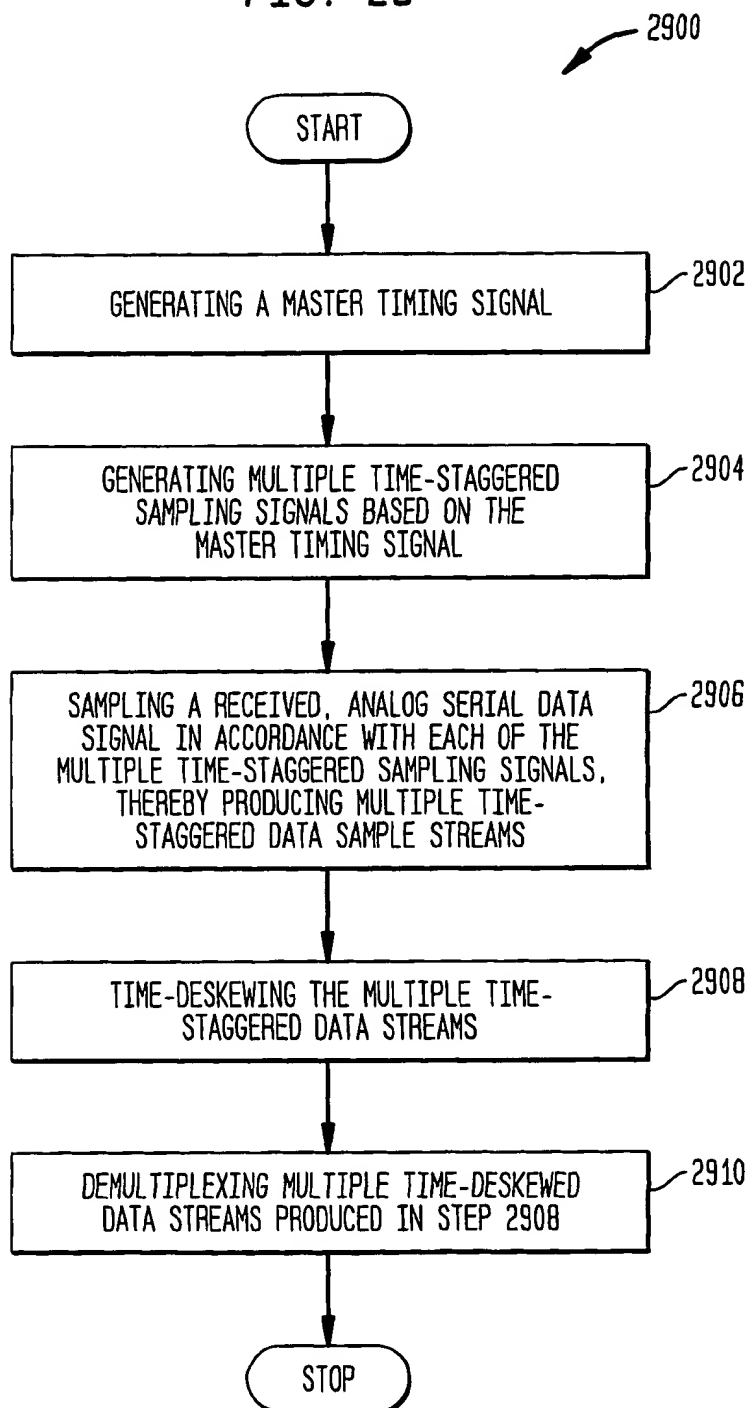 2900
START
GENERATING A MASTER TIMING SIGNAL
2902
GENERATING MULTIPLE TIME-STAGGERED
SAMPLING SIGNALS BASED ON THE
MASTER TIMING SIGNAL
2904
SAMPLING A RECEIVED, ANALOG SERIAL DATA
SIGNAL IN ACCORDANCE WITH EACH OF THE
MULTIPLE TIME-STAGGERED SAMPLING SIGNALS,
THEREBY PRODUCING MULTIPLE TIME-
STAGGERED DATA SAMPLE STREAMS
2906
TIME-DESKEWING THE MULTIPLE TIME-
STAGGERED DATA STREAMS
2908
DEMULTIPLEXING MULTIPLE TIME-DESKEWED
DATA STREAMS PRODUCED IN STEP 2908
2910
STOP